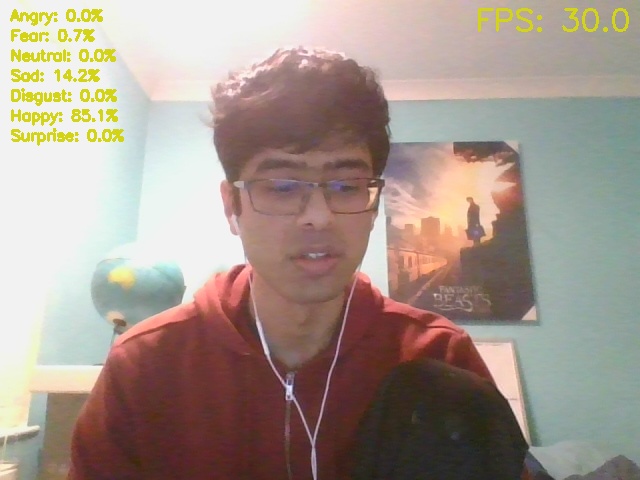 Angry: 0.0%
Fear: 0.7%
Neutral: 0.0%
Sad: 14.2%
Disgust: 0.0%
Happy: 85.1%
Surprise: 0.0%
FPS: 30.0
FANTASTIC
BEASTS